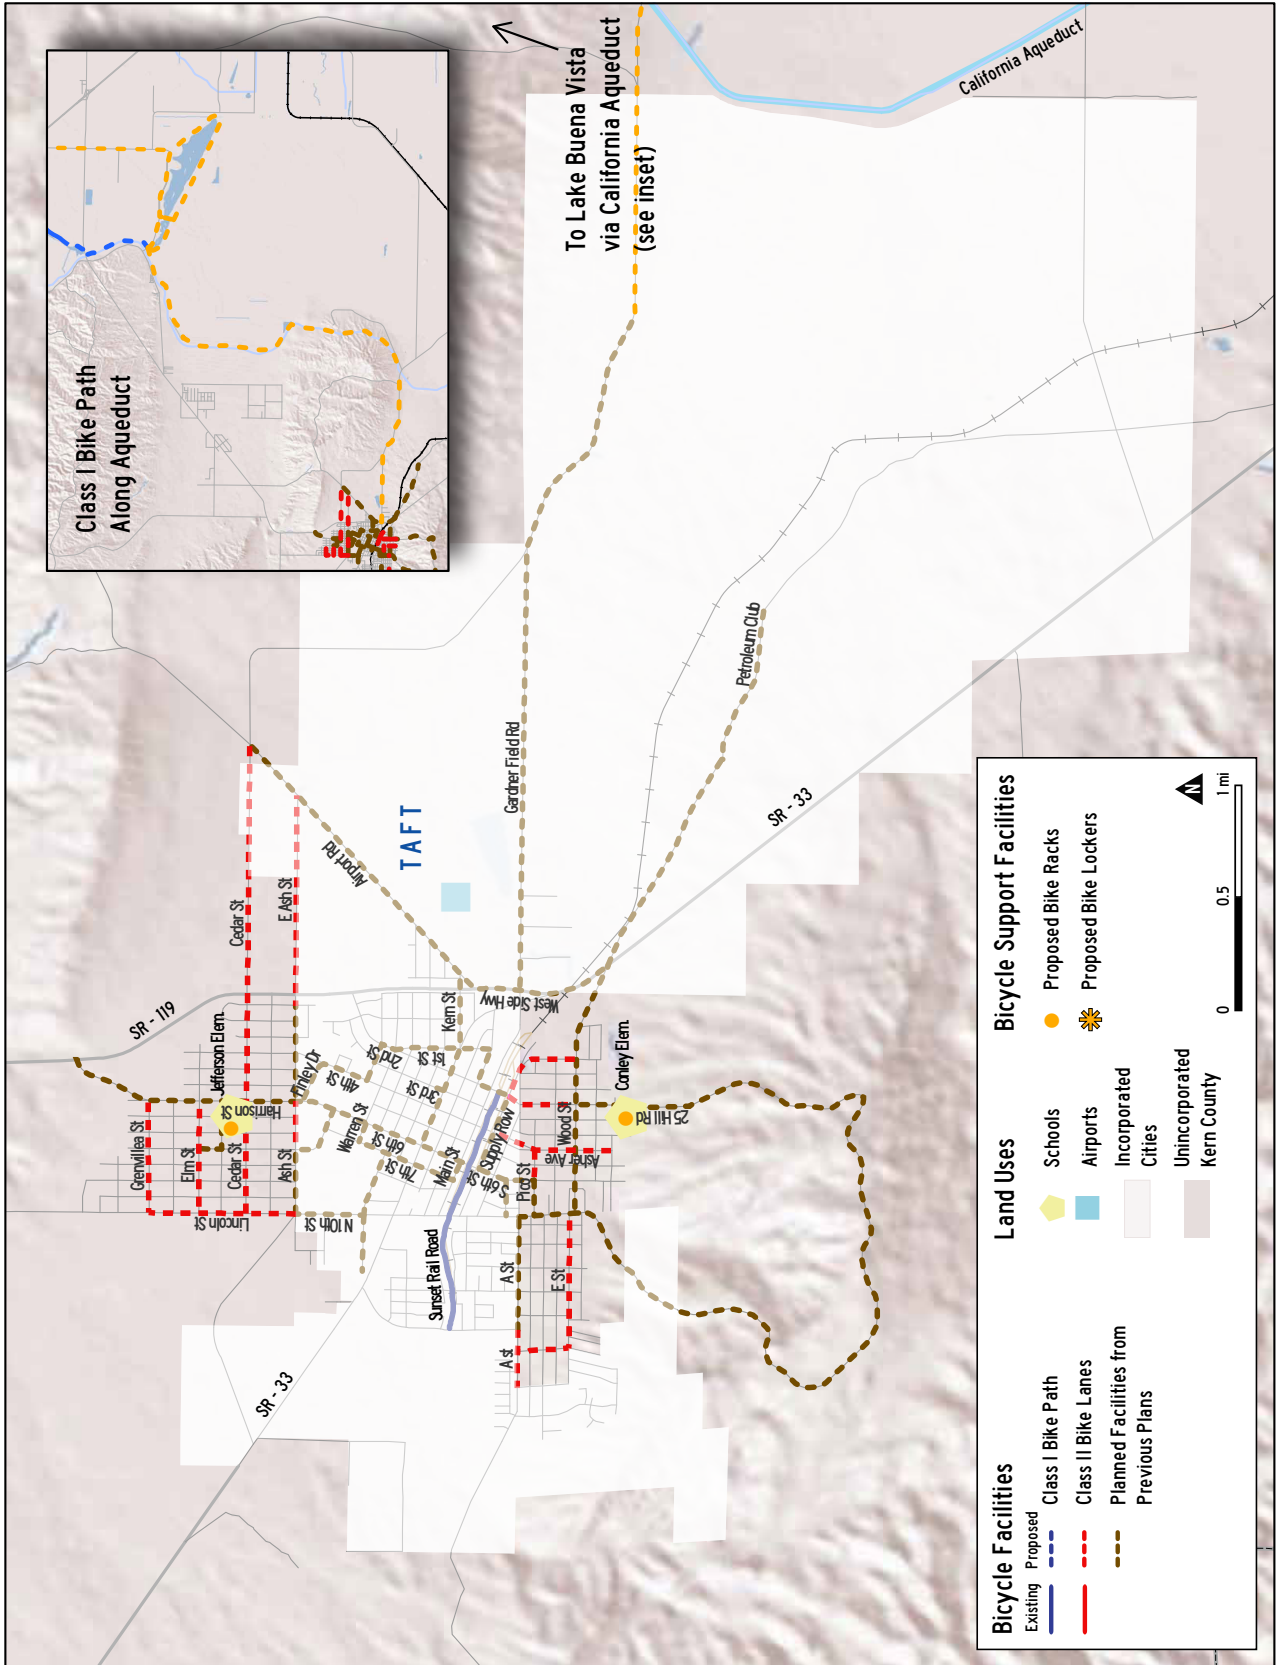 Class I Bike Path
Along Aqueduct
To Lake Buena Vista
via California Aqueduct
(see inset)
California Aqueduct
SR - 119
Cedar St
E Ash St
Airport Rd
TAFT
Gardner Field Rd
Petroleum Club
SR - 33
Grenvillea St
Elm St
Cedar St
Ash St
Lincoln St
Harrison St
Jefferson Elem.
Finley Dr
N 10th St
Warren St
4th St
2nd St
1st St
3rd St
Kern St
6th St
7th St
Main St
West Side Hwy
Supply Row
S 6th St
Sunset Rail Road
SR - 33
Pico St
Wood St
Asher Ave
Conley Elem.
25 Hill Rd
A St
A st
E St
Bicycle Facilities
Existing Proposed
Class I Bike Path
Class II Bike Lanes
Planned Facilities from
Previous Plans
Land Uses
Schools
Airports
Incorporated
Cities
Unincorporated
Kern County
Bicycle Support Facilities
Proposed Bike Racks
Proposed Bike Lockers
N
0 0.5 1 mi